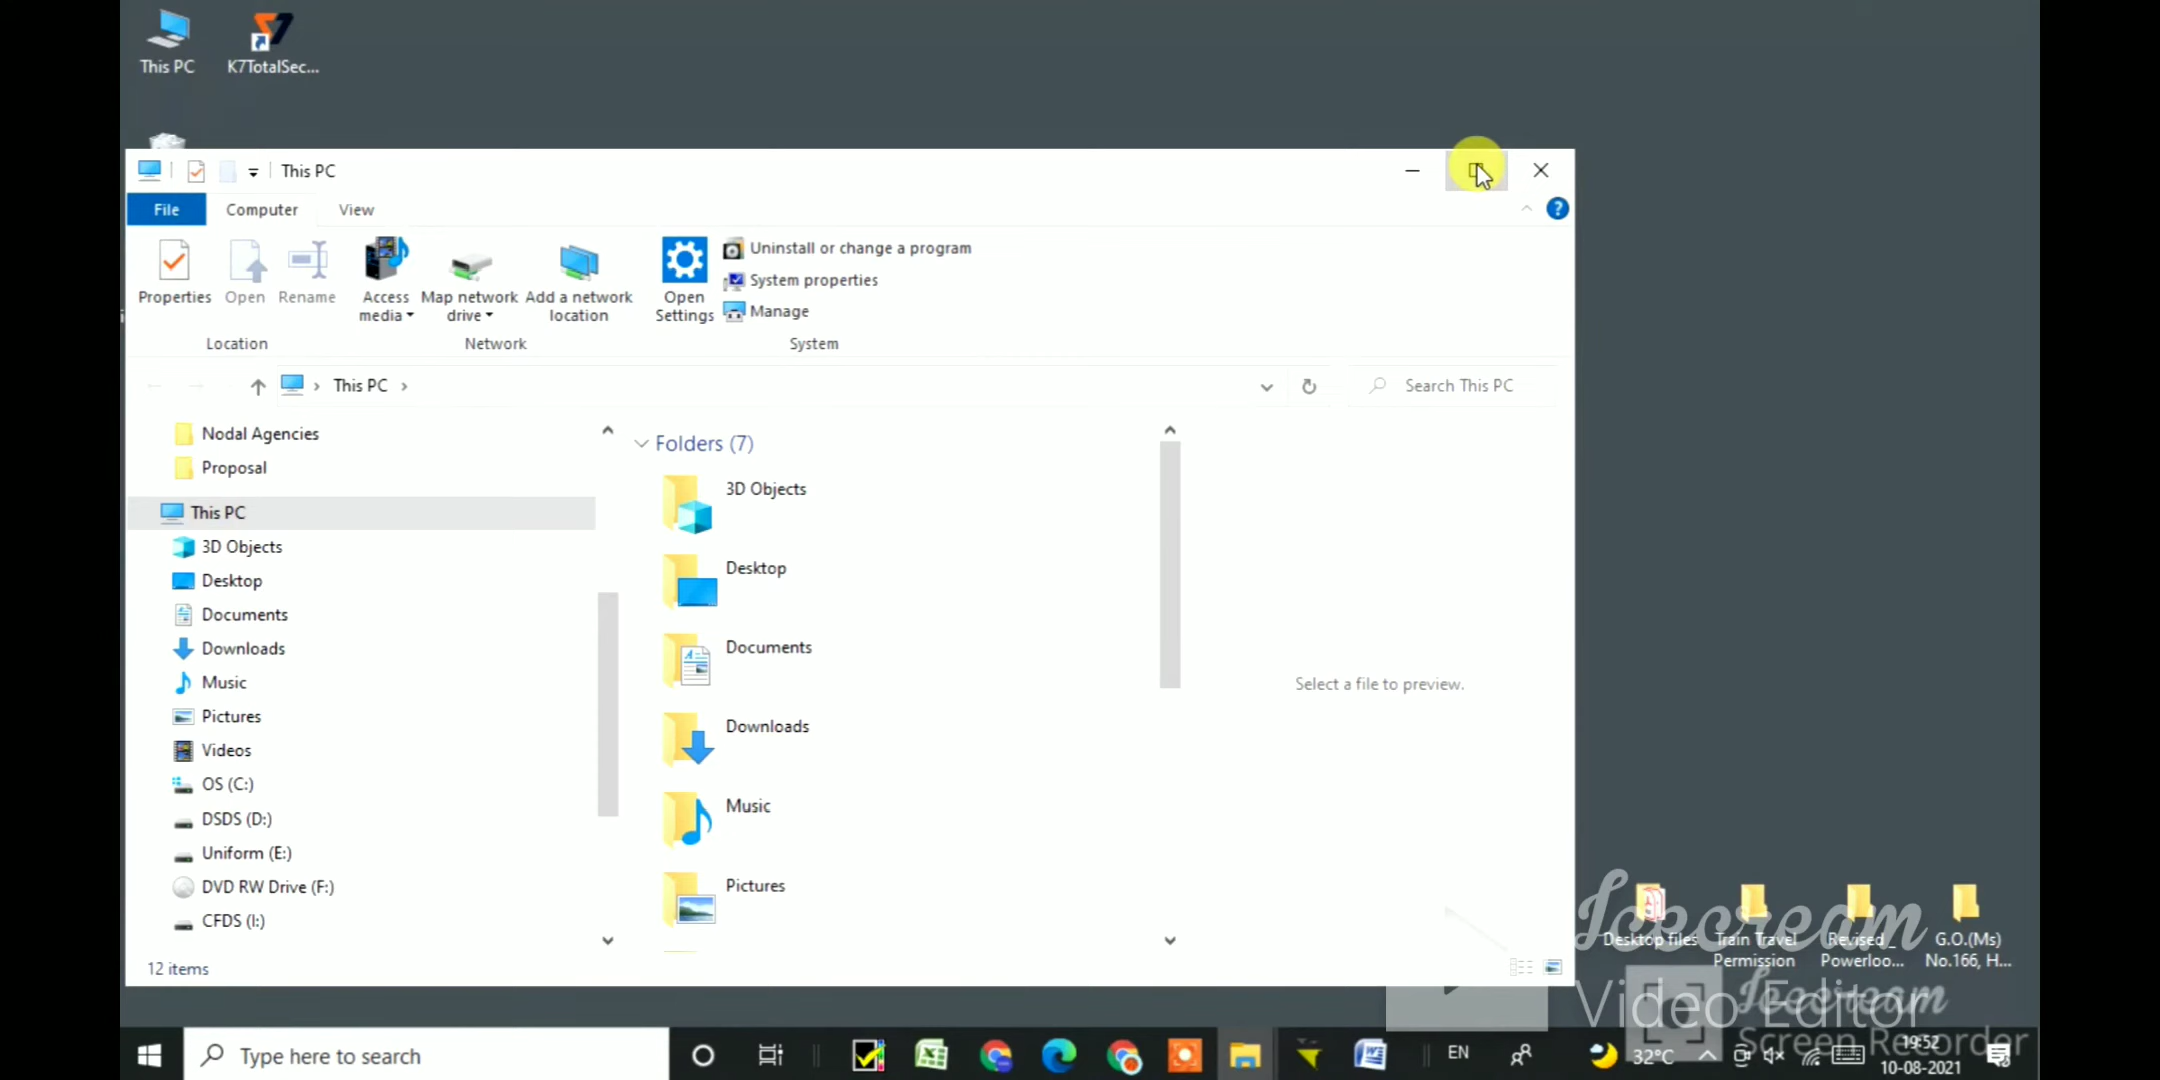 This PC
K7TotalSec...
This PC
File
Computer
View
Properties
Open
Rename
Access
media
Map network
drive
Add a network
location
Open
Settings
Uninstall or change a program
System properties
Manage
Location
Network
System
This PC
Search This PC
Nodal Agencies
Proposal
This PC
3D Objects
Desktop
Documents
Downloads
Music
Pictures
Videos
OS (C:)
DSDS (D:)
Uniform (E:)
DVD RW Drive (F:)
CFDS (I:)
Folders (7)
3D Objects
Desktop
Documents
Downloads
Music
Pictures
Select a file to preview.
12 items
Desktop files
Train Travel
Permission
Revised_
Powerloo...
G.O.(Ms)
No.166, H...
Icecream
Video Editor
Icecream
Screen Recorder
Type here to search
EN
32°C
19:52
10-08-2021